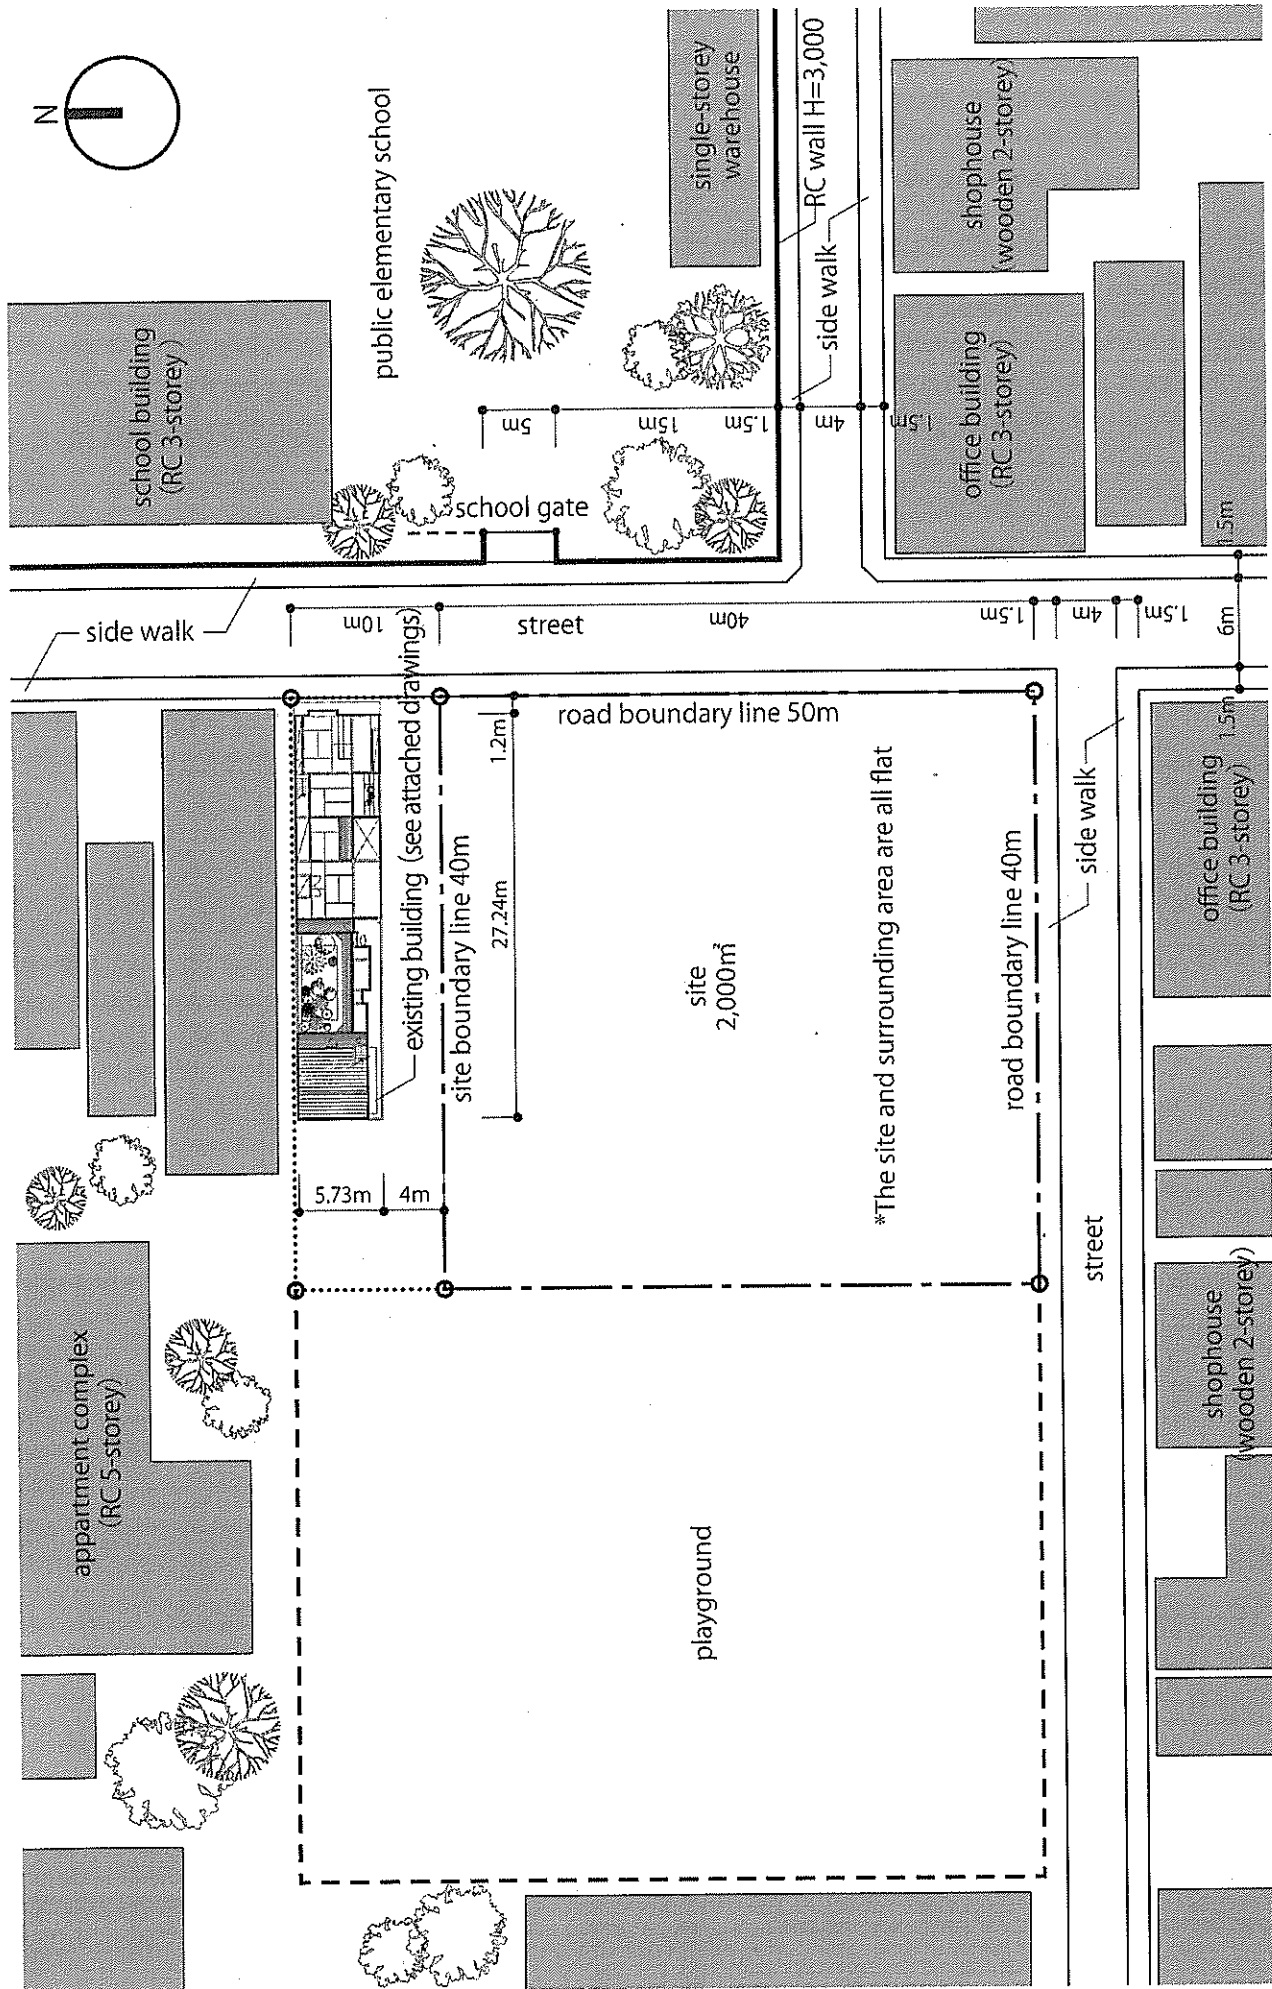 N
public elementary school
school building
(RC 3-storey)
single-storey
warehouse
RC wall H=3,000
side walk
shophouse
(wooden 2-storey)
office building
(RC 3-storey)
school gate
5m
15m
1.5m
4m
1.5m
side walk
street
10m
40m
1.5m
4m
1.5m
1.5m
6m
1.5m
existing building (see attached drawings)
site boundary line 40m
road boundary line 50m
1.2m
27.24m
5.73m
4m
site
2,000㎡
*The site and surrounding area are all flat
road boundary line 40m
side walk
street
office building
(RC 3-storey)
shophouse
(wooden 2-storey)
appartment complex
(RC 5-storey)
playground